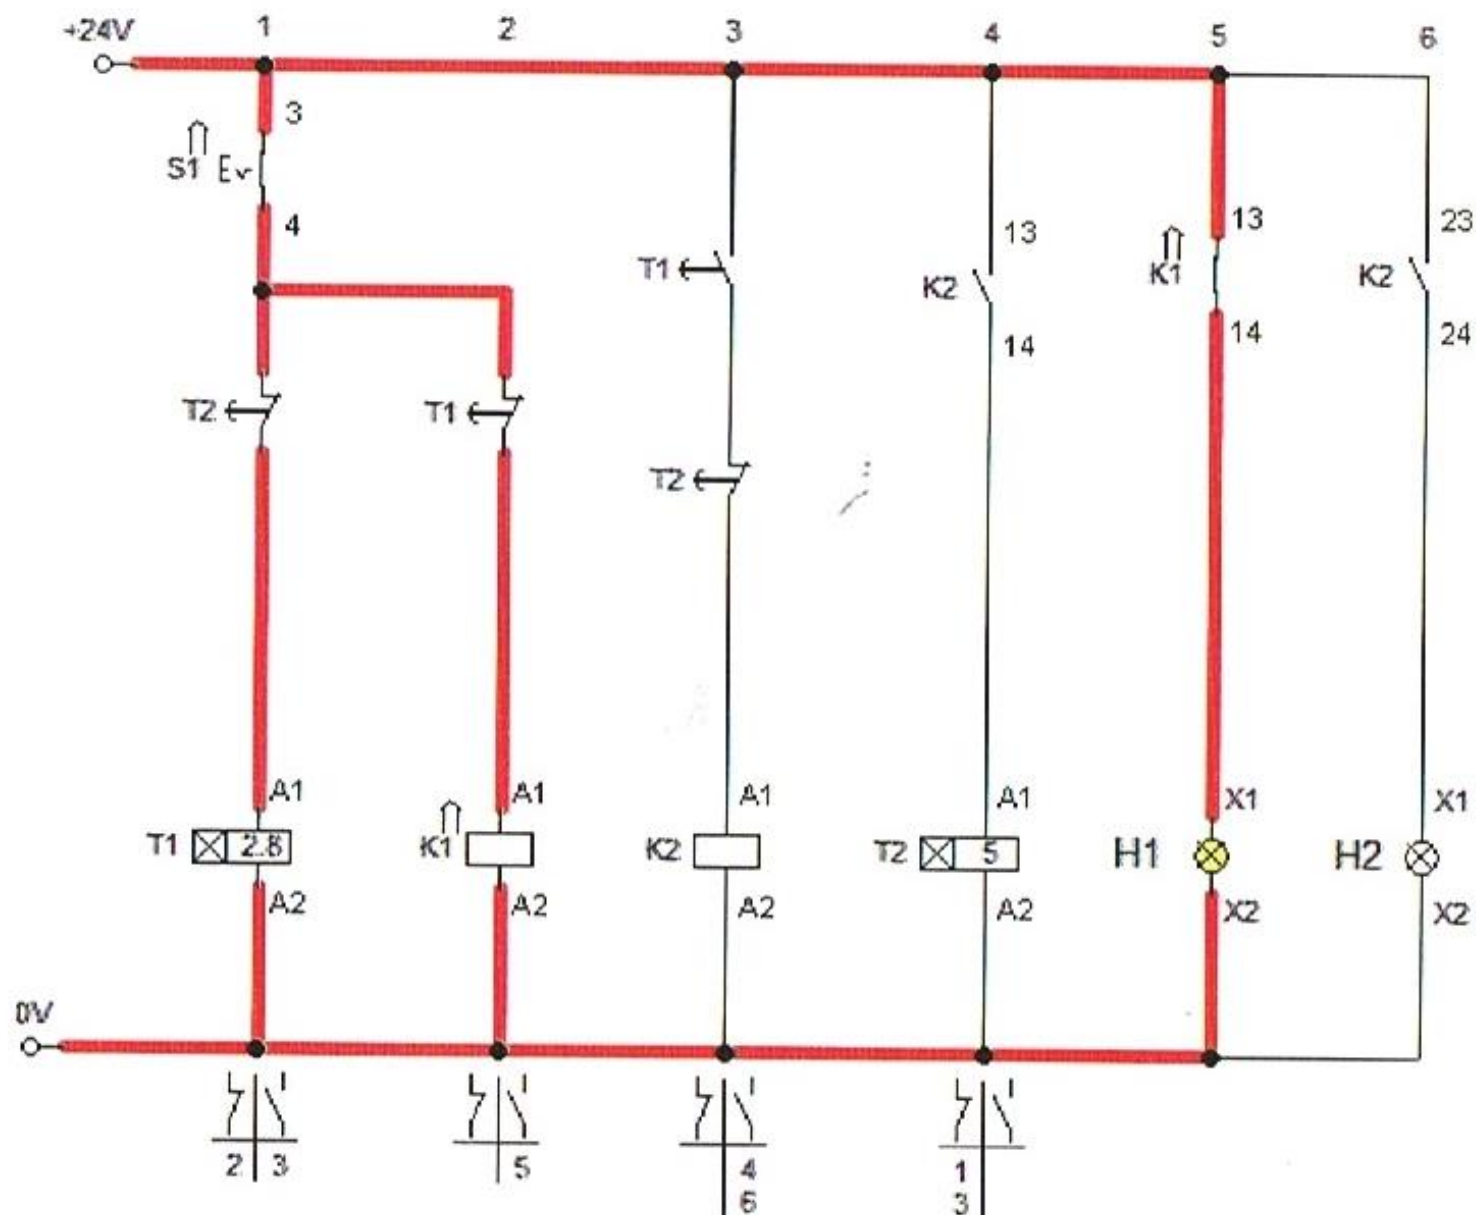 +24V 1 2 3 4 5 6
3
S1 Ev
4
13 13 23
T1 K2 K1 K2
14 14 24
T2 T1
T2
A1 A1 A1 A1 X1 X1
T1 2.8 K1 K2 T2 5 H1 H2
A2 A2 A2 A2 X2 X2
0V
2 3 5 4 1
6 3